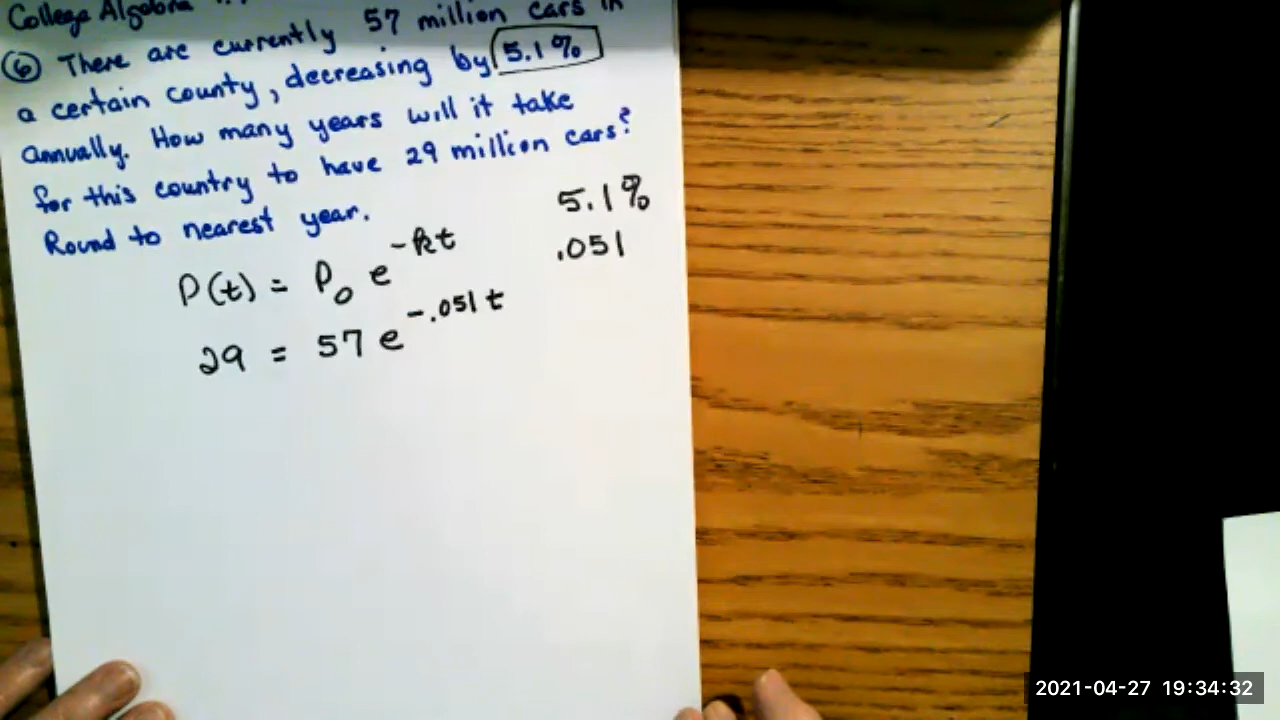 College Algebra
⑥ There are currently 57 million cars in
a certain county, decreasing by 5.1%
annually. How many years will it take
for this country to have 29 million cars?
Round to nearest year.
5.1%
.051
P(t) = P₀ e^(-kt)
29 = 57 e^(-.051t)
2021-04-27 19:34:32